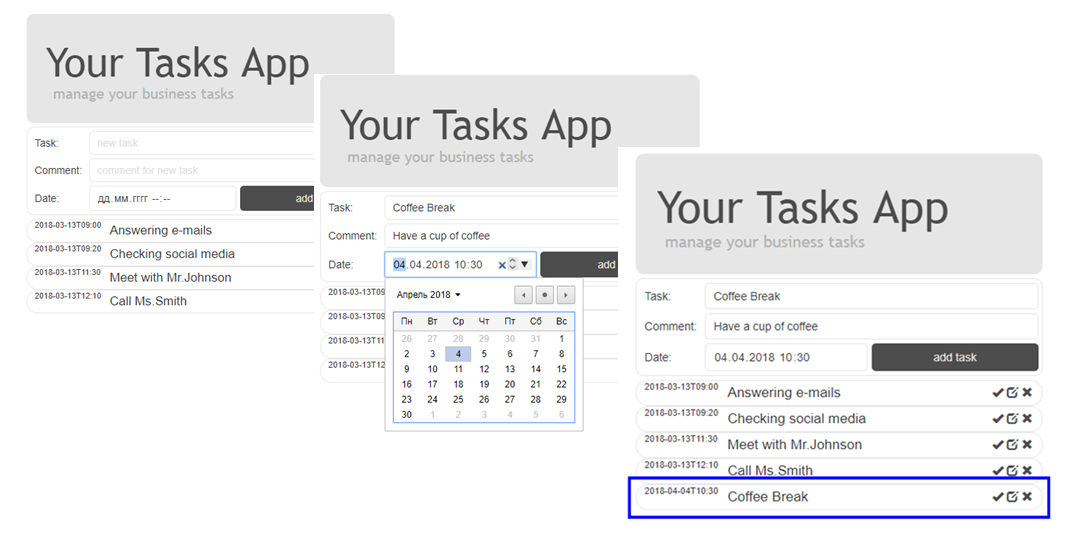 Your Tasks App
manage your business tasks
Task: new task
Comment: comment for new task
Date: дд.мм.гггг --:-- add
2018-03-13T09:00 Answering e-mails
2018-03-13T09:20 Checking social media
2018-03-13T11:30 Meet with Mr.Johnson
2018-03-13T12:10 Call Ms.Smith
Your Tasks App
manage your business tasks
Task: Coffee Break
Comment: Have a cup of coffee
Date: 04.04.2018 10:30 add
2018-03-13T09
2018-03-13T09
2018-03-13T11
2018-03-13T12
Апрель 2018
Пн Вт Ср Чт Пт Сб Вс
26 27 28 29 30 31 1
2 3 4 5 6 7 8
9 10 11 12 13 14 15
16 17 18 19 20 21 22
23 24 25 26 27 28 29
30 1 2 3 4 5 6
Your Tasks App
manage your business tasks
Task: Coffee Break
Comment: Have a cup of coffee
Date: 04.04.2018 10:30 add task
2018-03-13T09:00 Answering e-mails
2018-03-13T09:20 Checking social media
2018-03-13T11:30 Meet with Mr.Johnson
2018-03-13T12:10 Call Ms.Smith
2018-04-04T10:30 Coffee Break